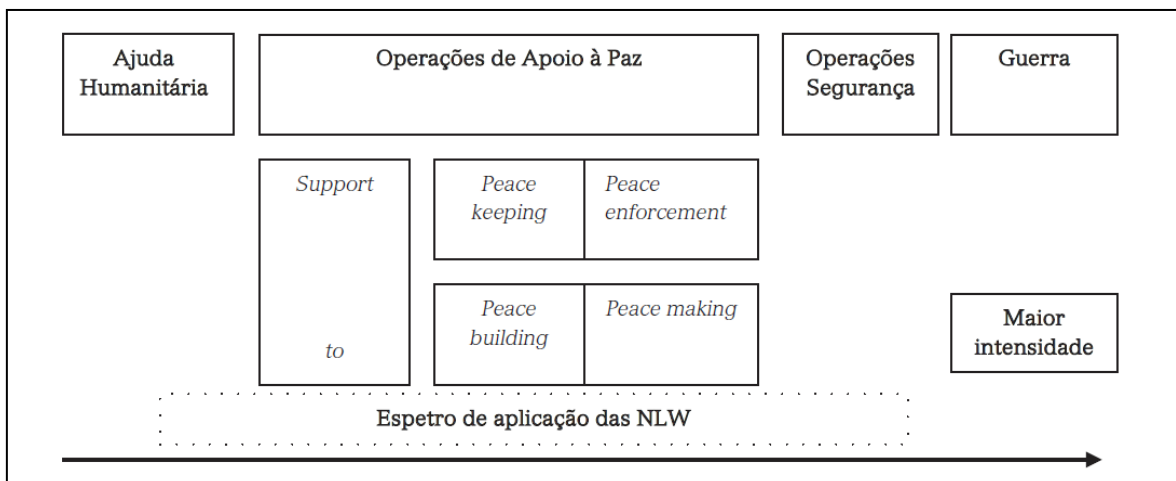 Ajuda
Humanitária
Operações de Apoio à Paz
Operações
Segurança
Guerra
Support
to
Peace
keeping
Peace
enforcement
Peace
building
Peace making
Maior
intensidade
Espetro de aplicação das NLW